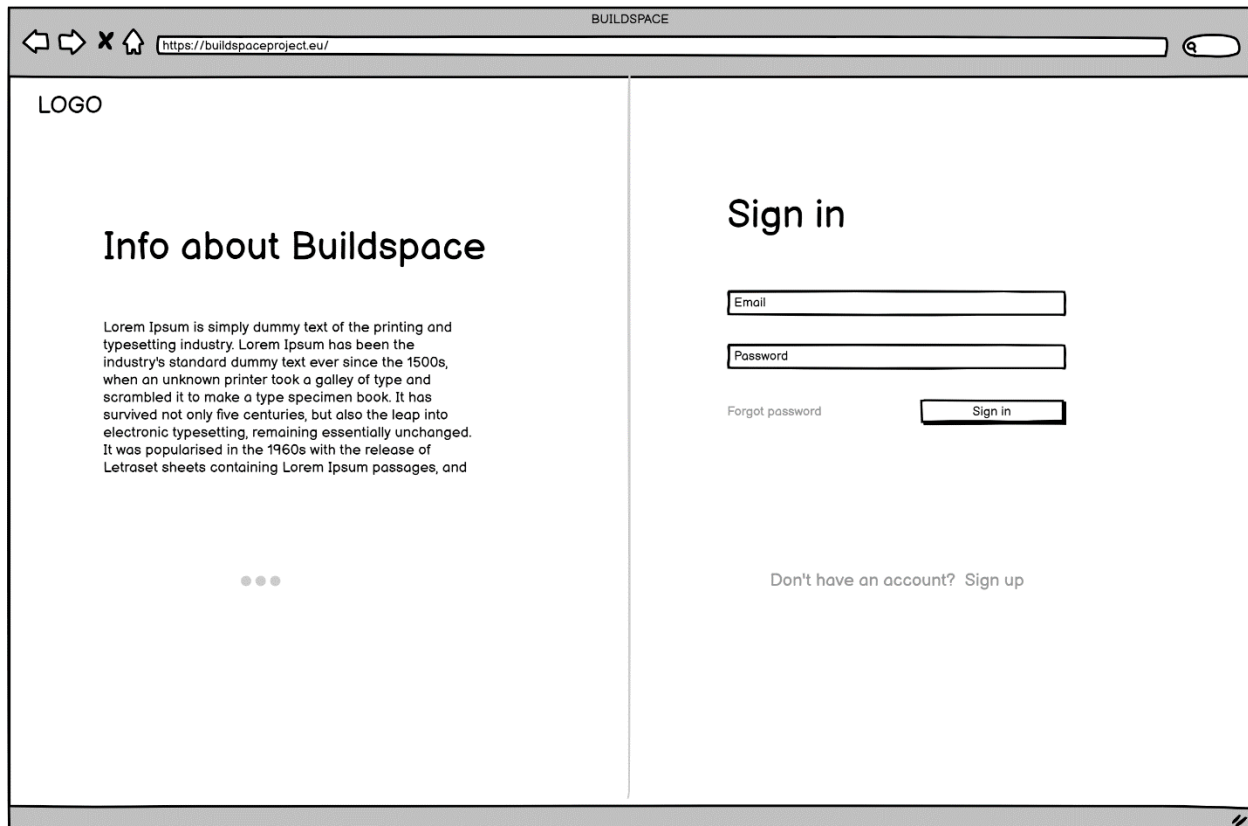 BUILDSPACE
https://buildspaceproject.eu/
LOGO
Info about Buildspace
Lorem Ipsum is simply dummy text of the printing and
typesetting industry. Lorem Ipsum has been the
industry's standard dummy text ever since the 1500s,
when an unknown printer took a galley of type and
scrambled it to make a type specimen book. It has
survived not only five centuries, but also the leap into
electronic typesetting, remaining essentially unchanged.
It was popularised in the 1960s with the release of
Letraset sheets containing Lorem Ipsum passages, and
Sign in
Email
Password
Forgot password
Sign in
Don't have an account? Sign up